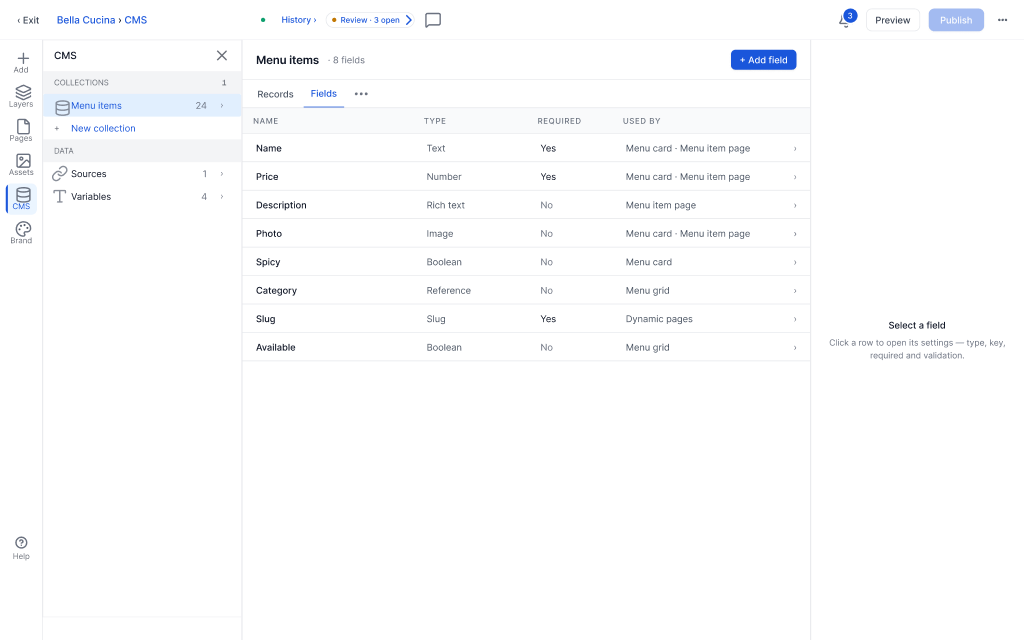 ‹ Exit
Bella Cucina › CMS
History ›
Review · 3 open
3
Preview
Publish
Add
Layers
Pages
Assets
CMS
Brand
Help
CMS
COLLECTIONS 1
Menu items 24 ›
+ New collection
DATA
Sources 1 ›
Variables 4 ›
Menu items · 8 fields
+ Add field
Records Fields
NAME TYPE REQUIRED USED BY
Name Text Yes Menu card · Menu item page ›
Price Number Yes Menu card · Menu item page ›
Description Rich text No Menu item page ›
Photo Image No Menu card · Menu item page ›
Spicy Boolean No Menu card ›
Category Reference No Menu grid ›
Slug Slug Yes Dynamic pages ›
Available Boolean No Menu grid ›
Select a field
Click a row to open its settings — type, key,
required and validation.